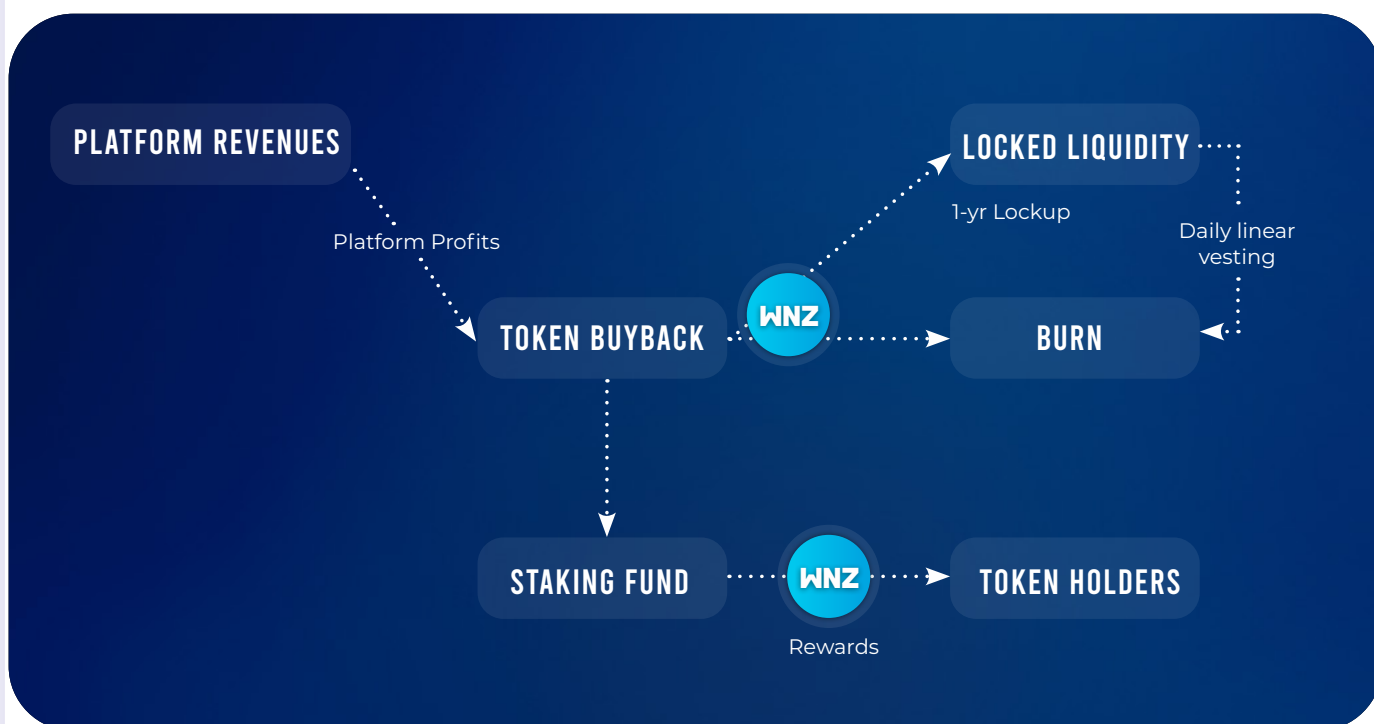 PLATFORM REVENUES
LOCKED LIQUIDITY
1-yr Lockup
Platform Profits
Daily linear
vesting
WNZ
TOKEN BUYBACK
BURN
STAKING FUND
WNZ
TOKEN HOLDERS
Rewards